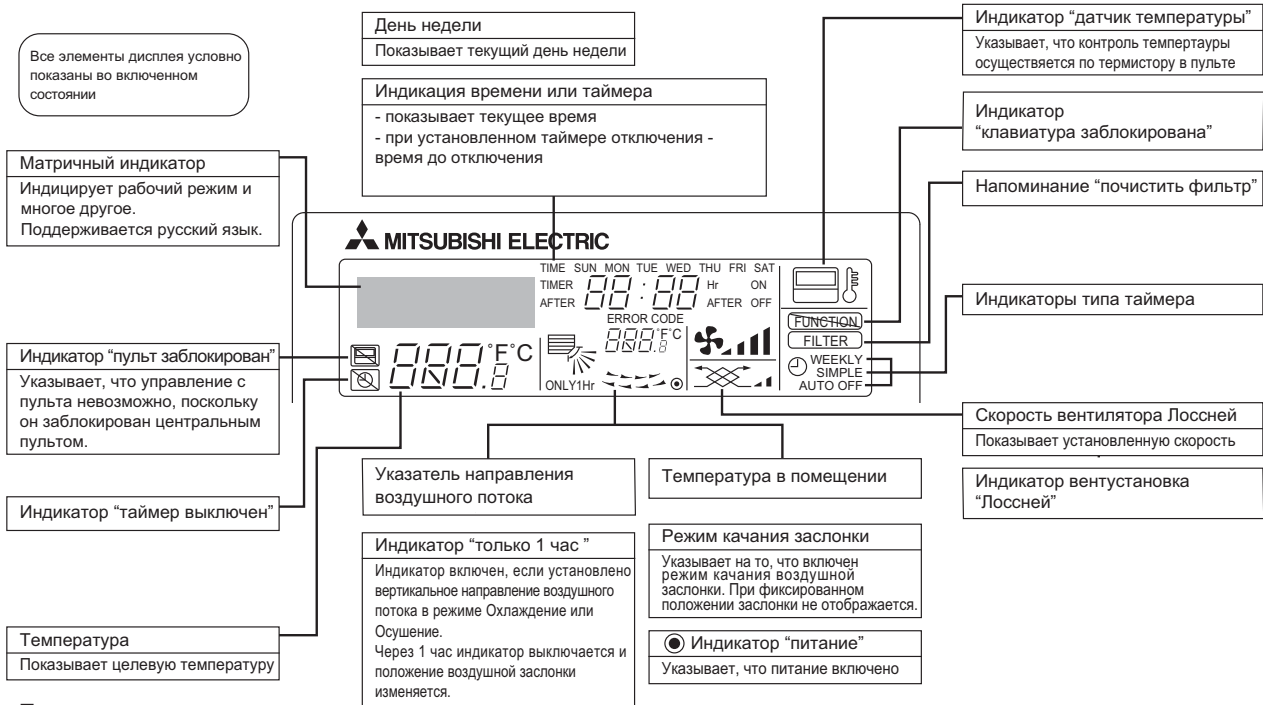 Все элементы дисплея условно
показаны во включенном
состоянии
День недели
Показывает текущий день недели
Индикация времени или таймера
- показывает текущее время
- при установленном таймере отключения -
время до отключения
Индикатор “датчик температуры”
Указывает, что контроль темпертауры
осуществяется по термистору в пульте
Индикатор
“клавиатура заблокирована”
Напоминание “почистить фильтр”
Индикаторы типа таймера
Матричный индикатор
Индицирует рабочий режим и
многое другое.
Поддерживается русский язык.
Индикатор “пульт заблокирован”
Указывает, что управление с
пульта невозможно, поскольку
он заблокирован центральным
пультом.
Индикатор “таймер выключен”
Температура
Показывает целевую температуру
MITSUBISHI ELECTRIC
TIME SUN MON TUE WED THU FRI SAT
TIMER 88:88 Hr ON
AFTER AFTER OFF
ERROR CODE
888.8 °F°C
888.8 °F°C
ONLY1Hr
FUNCTION
FILTER
WEEKLY
SIMPLE
AUTO OFF
Указатель направления
воздушного потока
Температура в помещении
Скорость вентилятора Лоссней
Показывает установленную скорость
Индикатор вентустановка
“Лоссней”
Индикатор “только 1 час ”
Индикатор включен, если установлено
вертикальное направление воздушного
потока в режиме Охлаждение или
Осушение.
Через 1 час индикатор выключается и
положение воздушной заслонки
изменяется.
Режим качания заслонки
Указывает на то, что включен
режим качания воздушной
заслонки. При фиксированном
положении заслонки не отображается.
Индикатор “питание”
Указывает, что питание включено